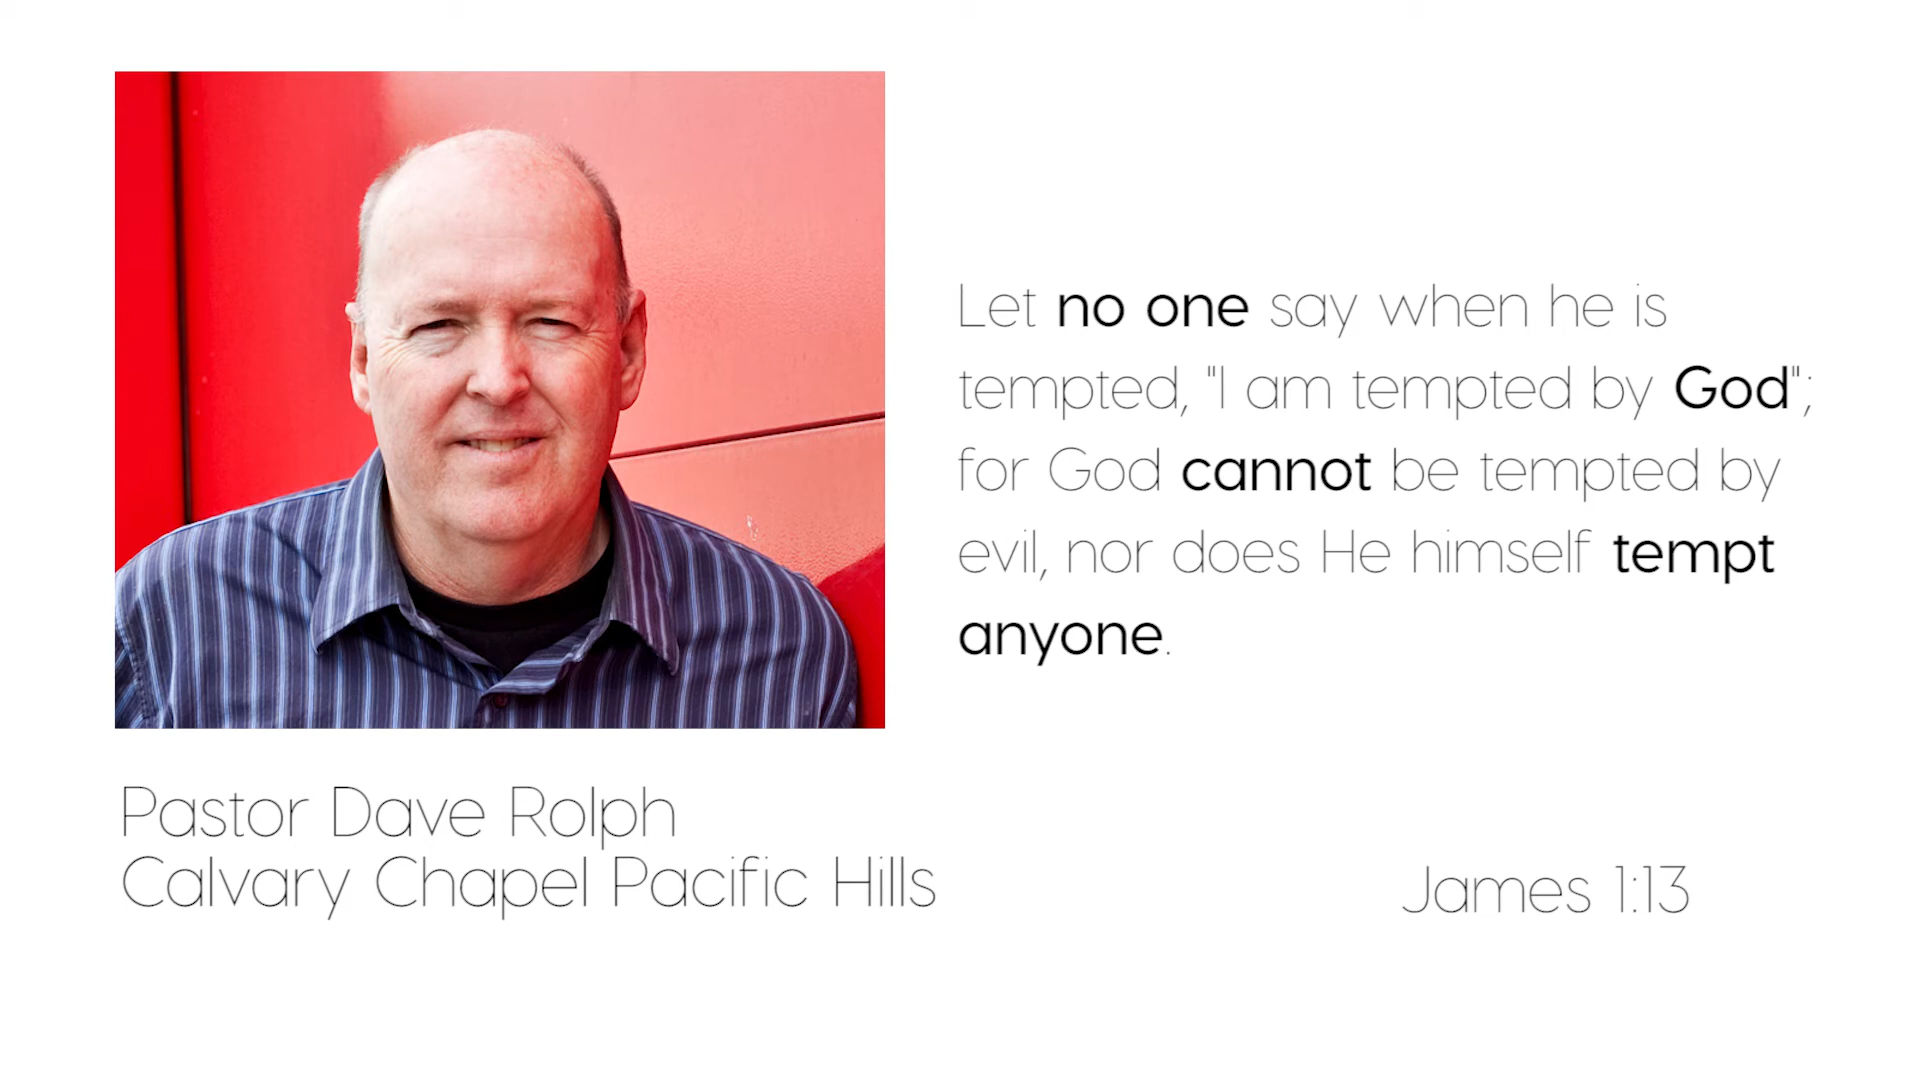 Let no one say when he is
tempted, "I am tempted by God";
for God cannot be tempted by
evil, nor does He himself tempt
anyone.
Pastor Dave Rolph
Calvary Chapel Pacific Hills
James 1:13